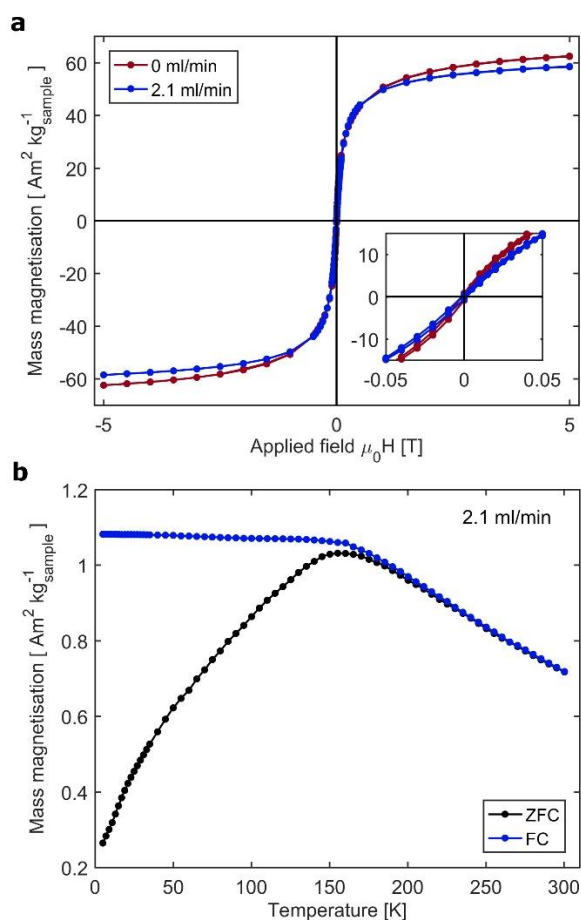 a
Mass magnetisation [ Am² kg⁻¹ₛₐₘₚₗₑ ]
60
40
20
0
-20
-40
-60
0 ml/min
2.1 ml/min
10
0
-10
-0.05
0
0.05
-5
0
5
Applied field μ₀H [T]
b
Mass magnetisation [ Am² kg⁻¹ₛₐₘₚₗₑ ]
1.2
1
0.8
0.6
0.4
0.2
2.1 ml/min
ZFC
FC
0
50
100
150
200
250
300
Temperature [K]